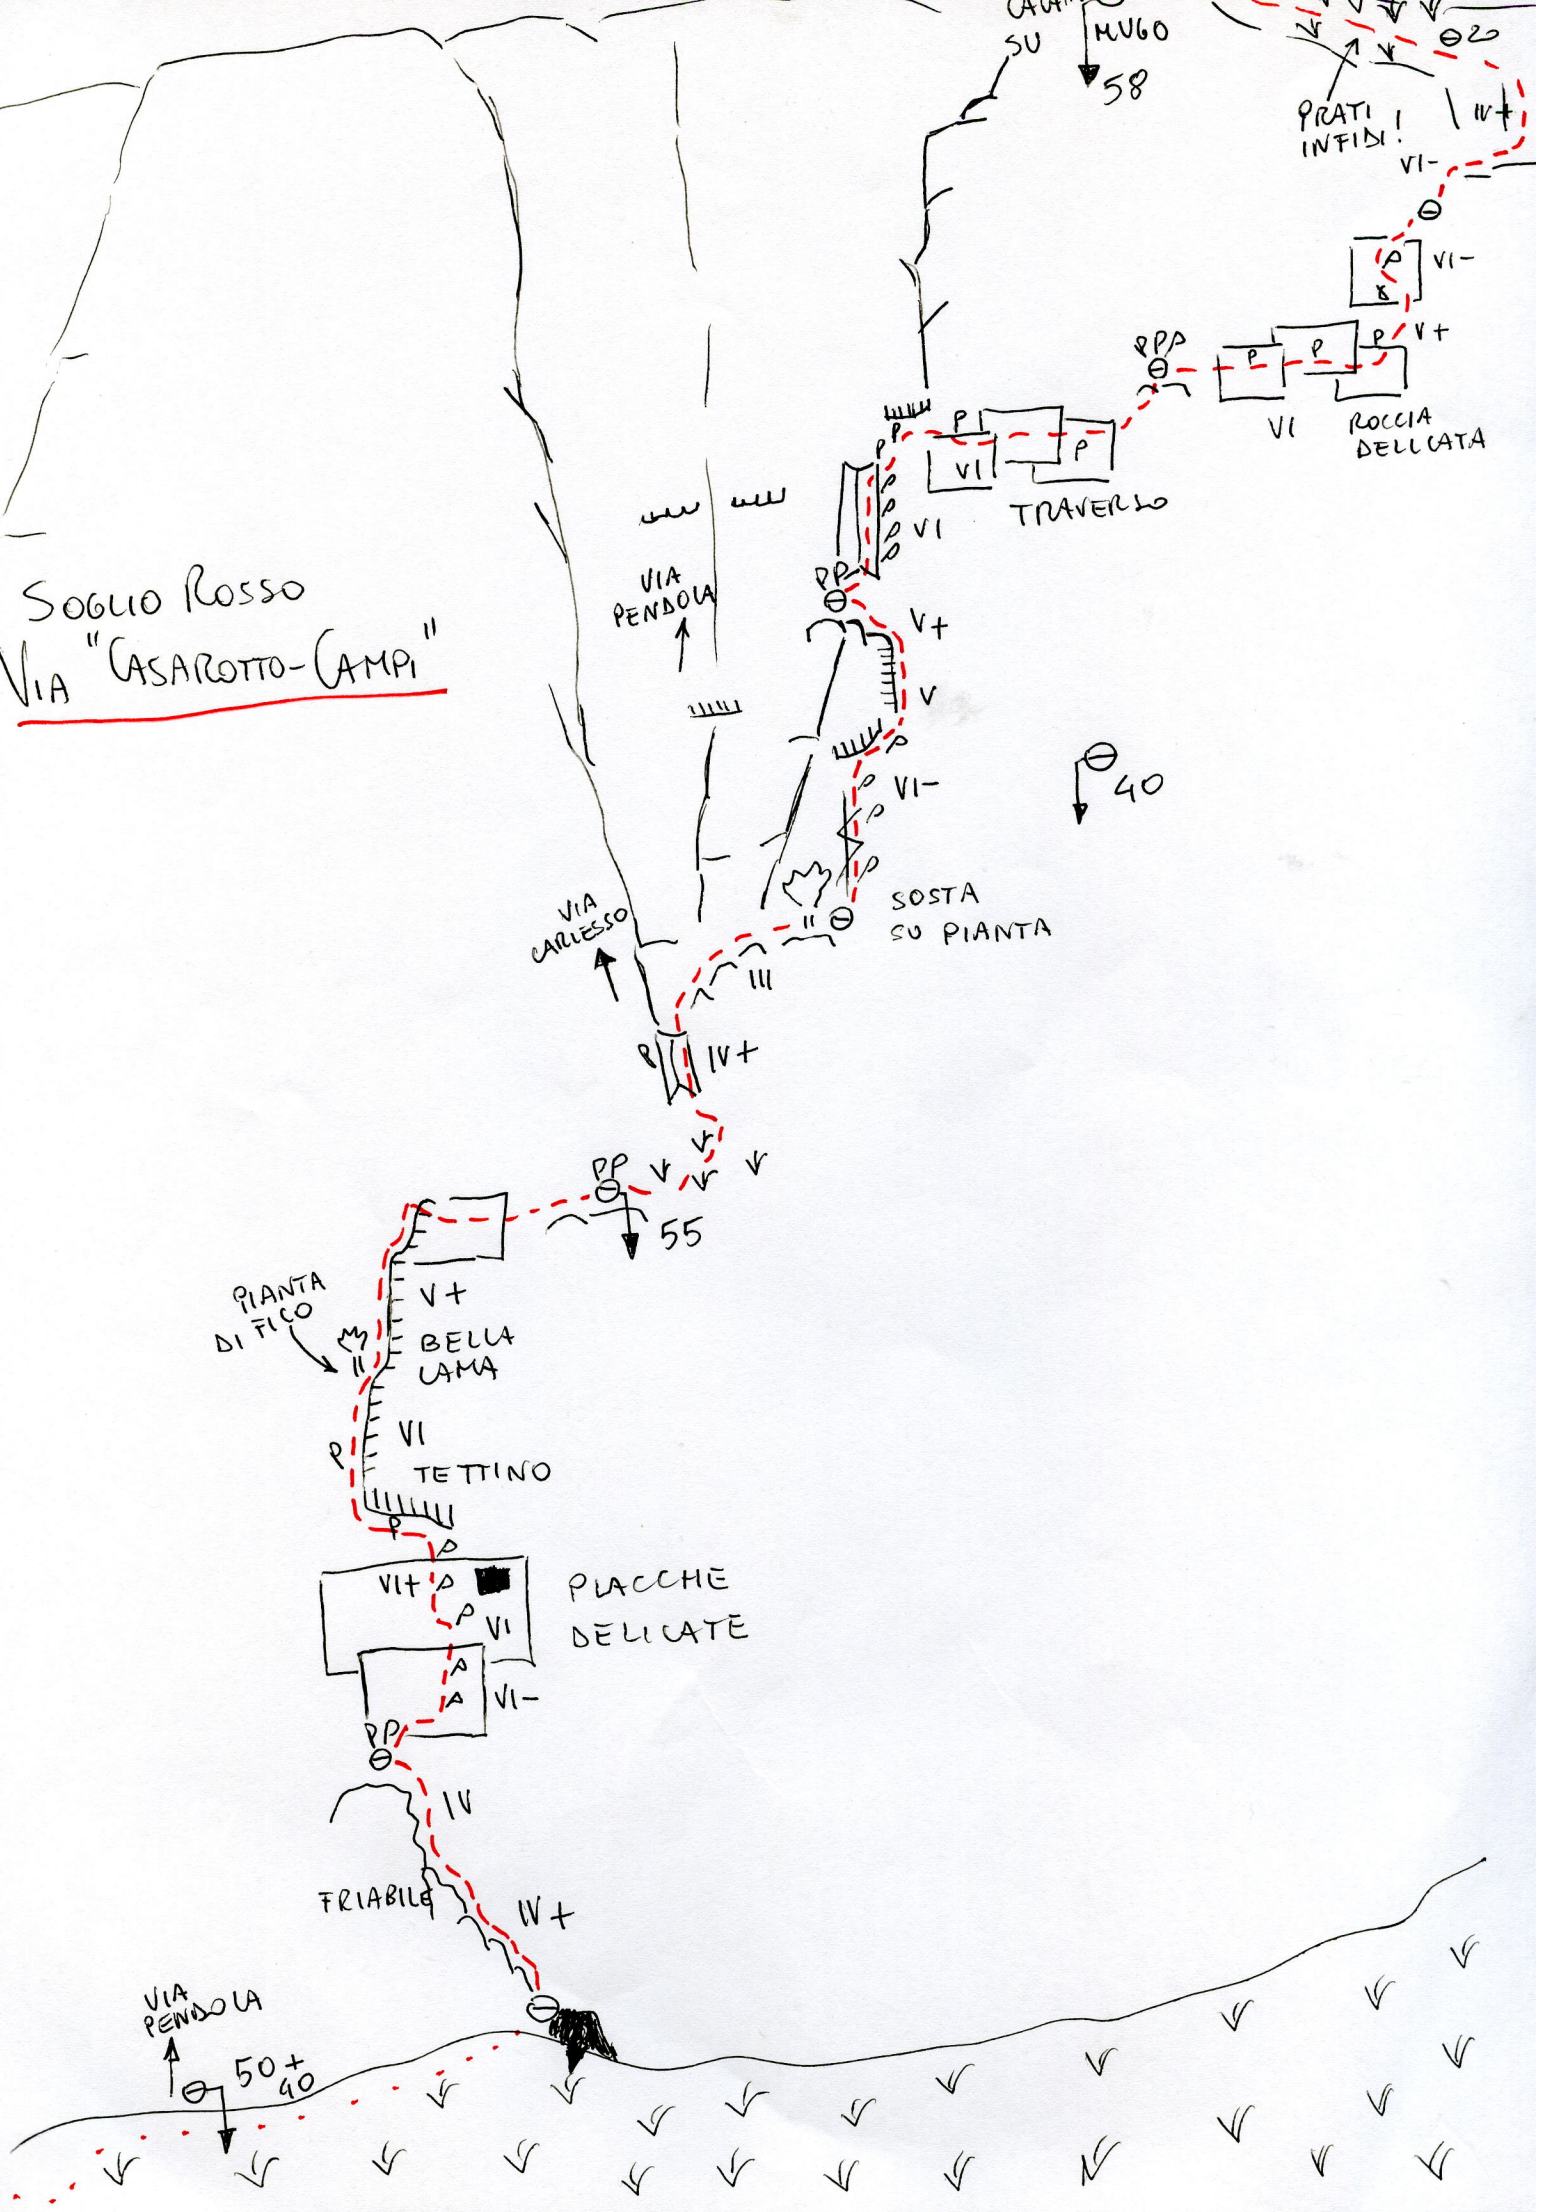 SU
MUGO
58
20
PRATI
INFIDI!
IV+
VI-
P
VI-
V+
PPP
P
P
P
VI
ROCCIA
DELICATA
P
P
P
VI
P
TRAVERSO
P
P
P
P
VI
PP
SOGLIO ROSSO
VIA "CASAROTTO-CAMPI"
VIA
PENDOLA
V+
V
P
P
VI-
P
P
40
SOSTA
SU PIANTA
VIA
CARLESSO
III
P
IV+
PP
55
PIANTA
DI FICO
V+
BELLA
LAMA
P
VI
TETTINO
P
P
VI+
P
P
VI
PLACCHE
DELICATE
P
P
VI-
PP
IV
FRIABILE
IV+
VIA
PENDOLA
50+
40